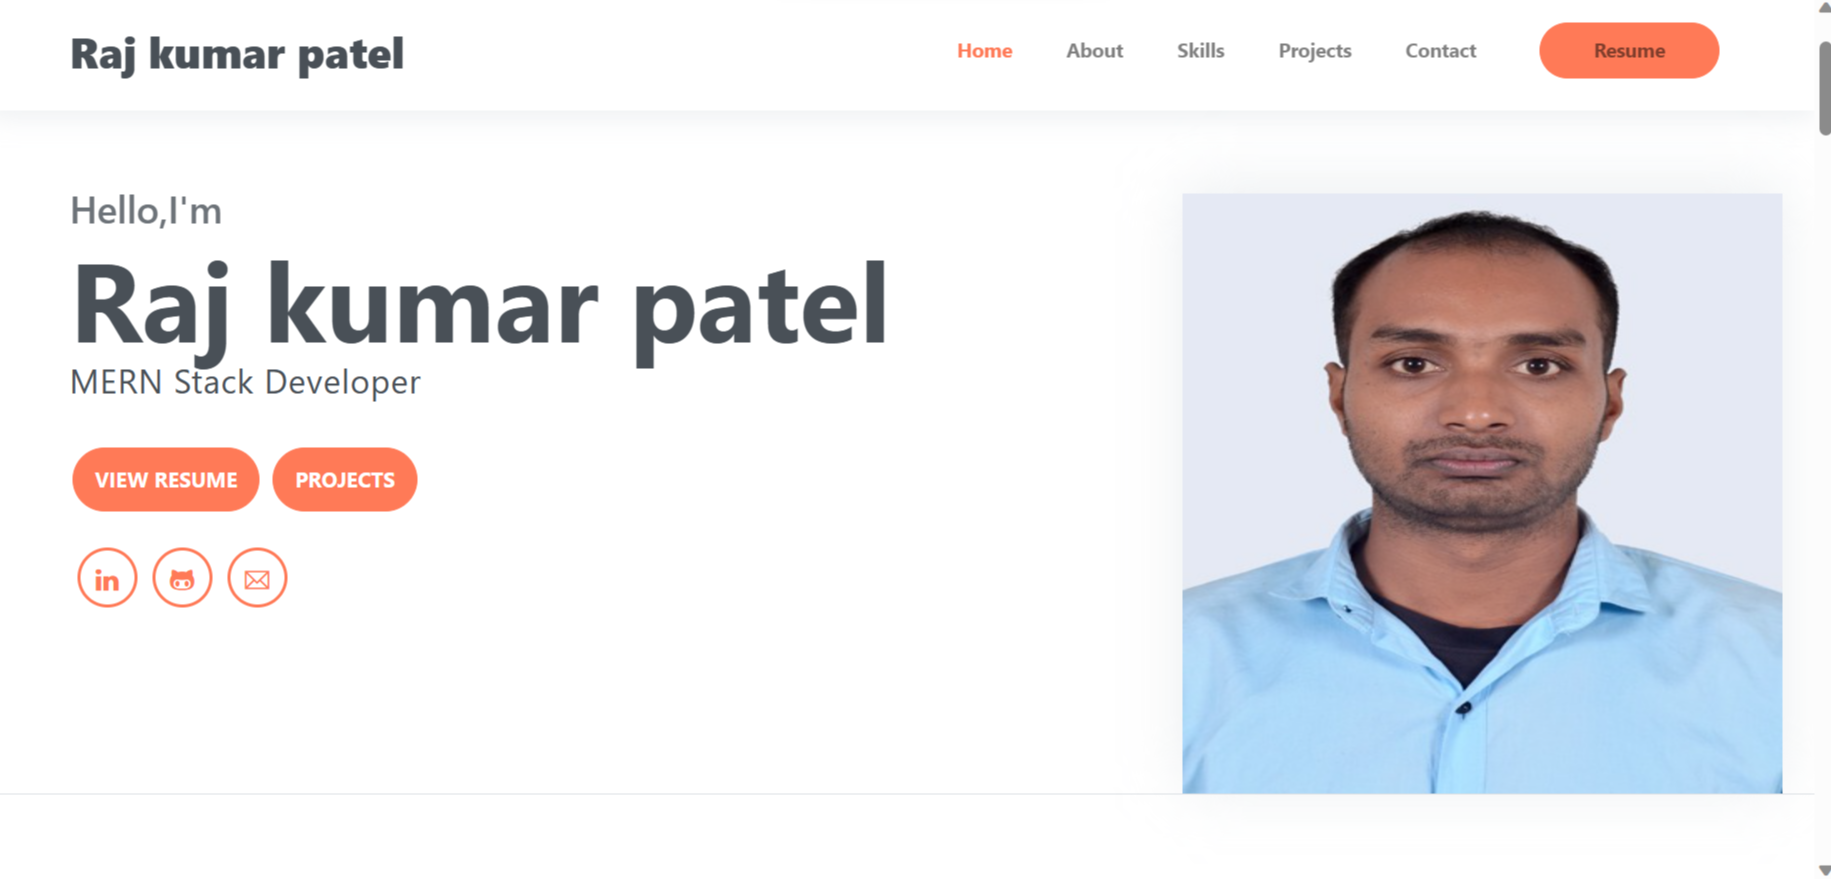 Raj kumar patel
Home About Skills Projects Contact Resume
Hello,I'm
Raj kumar patel
MERN Stack Developer
VIEW RESUME PROJECTS
in